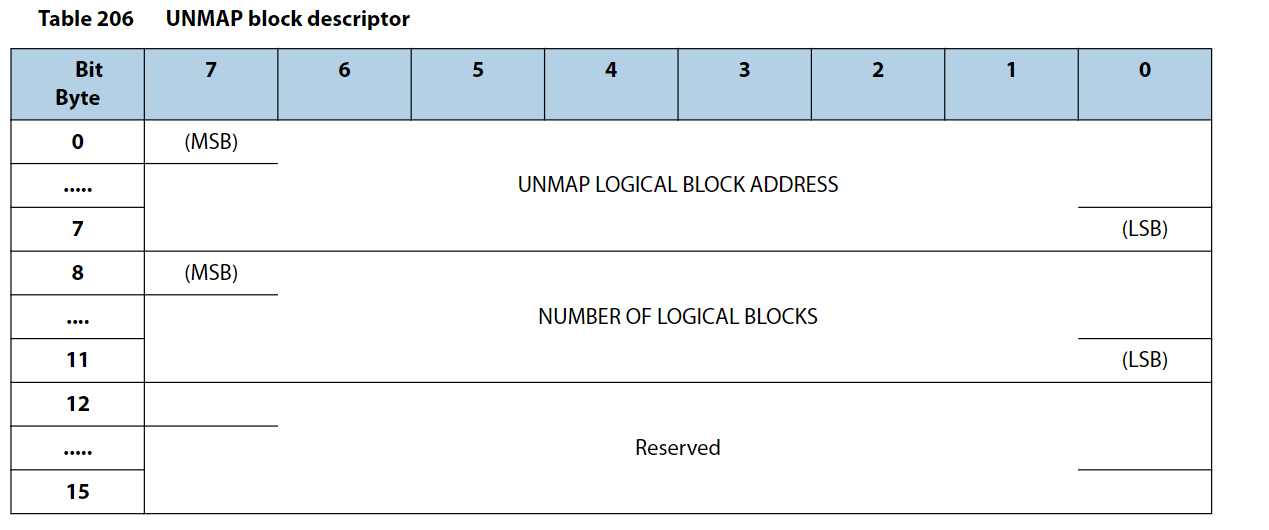 Table 206 UNMAP block descriptor
Bit 7 6 5 4 3 2 1 0
Byte
0 (MSB)
..... UNMAP LOGICAL BLOCK ADDRESS
7 (LSB)
8 (MSB)
.... NUMBER OF LOGICAL BLOCKS
11 (LSB)
12
..... Reserved
15